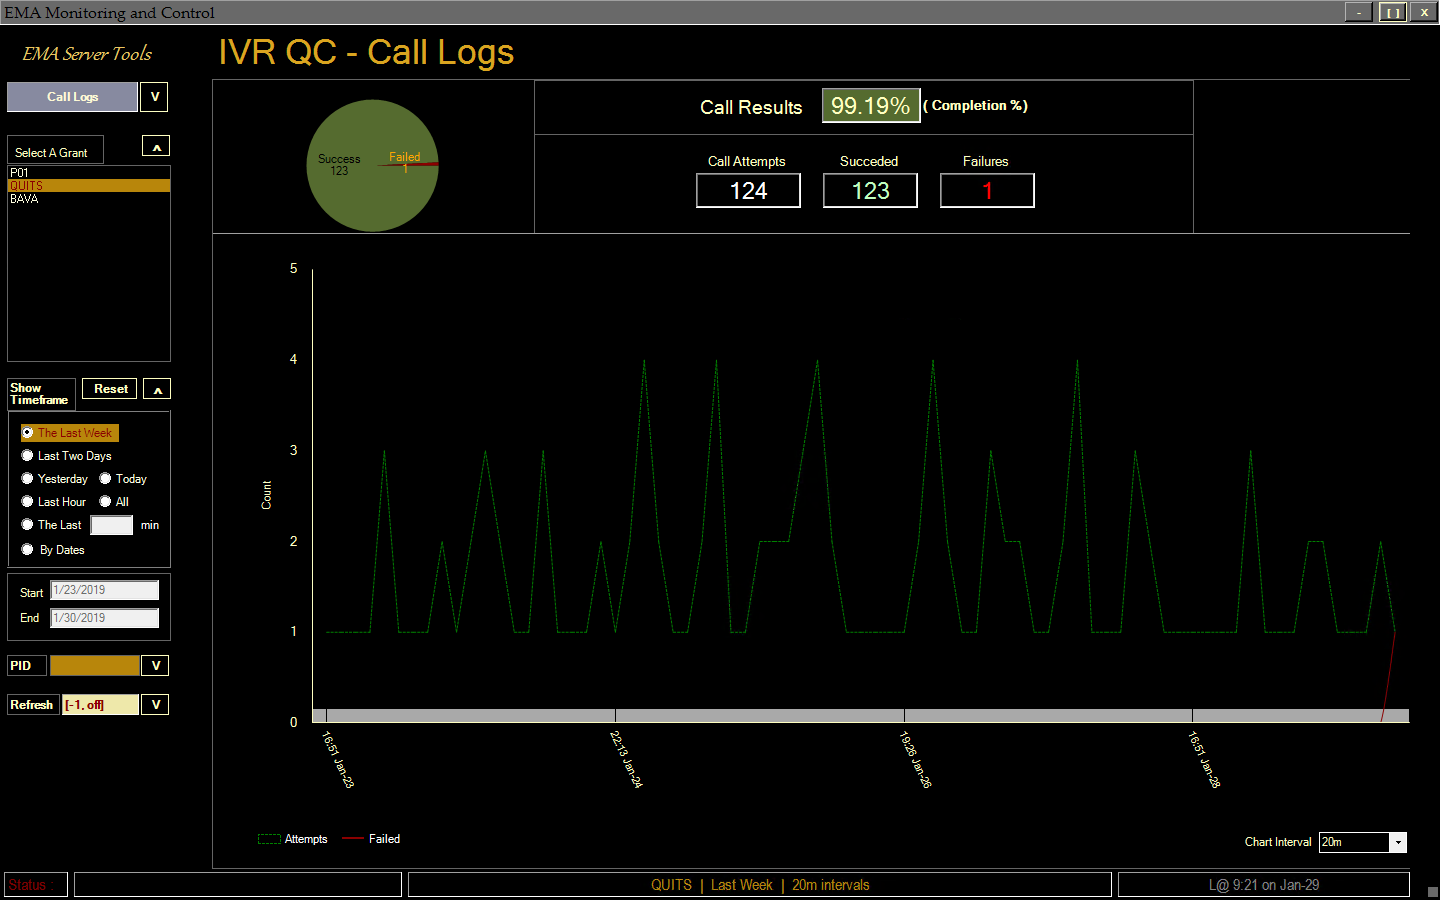 EMA Monitoring and Control
- [ ] X
EMA Server Tools
IVR QC - Call Logs
Call Logs V
Select A Grant ^
P01
QUITS
BAVA
Show
Timeframe
Reset ^
The Last Week
Last Two Days
Yesterday Today
Last Hour All
The Last min
By Dates
Start 1/23/2019
End 1/30/2019
PID V
Refresh [-1, off] V
Success
123
Failed
1
Call Results 99.19% ( Completion %)
Call Attempts Succeded Failures
124 123 1
5
4
3
2
1
0
Count
16:51 Jan-23
22:13 Jan-24
19:26 Jan-26
16:51 Jan-28
Attempts Failed
Chart Interval 20m
Status :
QUITS | Last Week | 20m intervals
L@ 9:21 on Jan-29